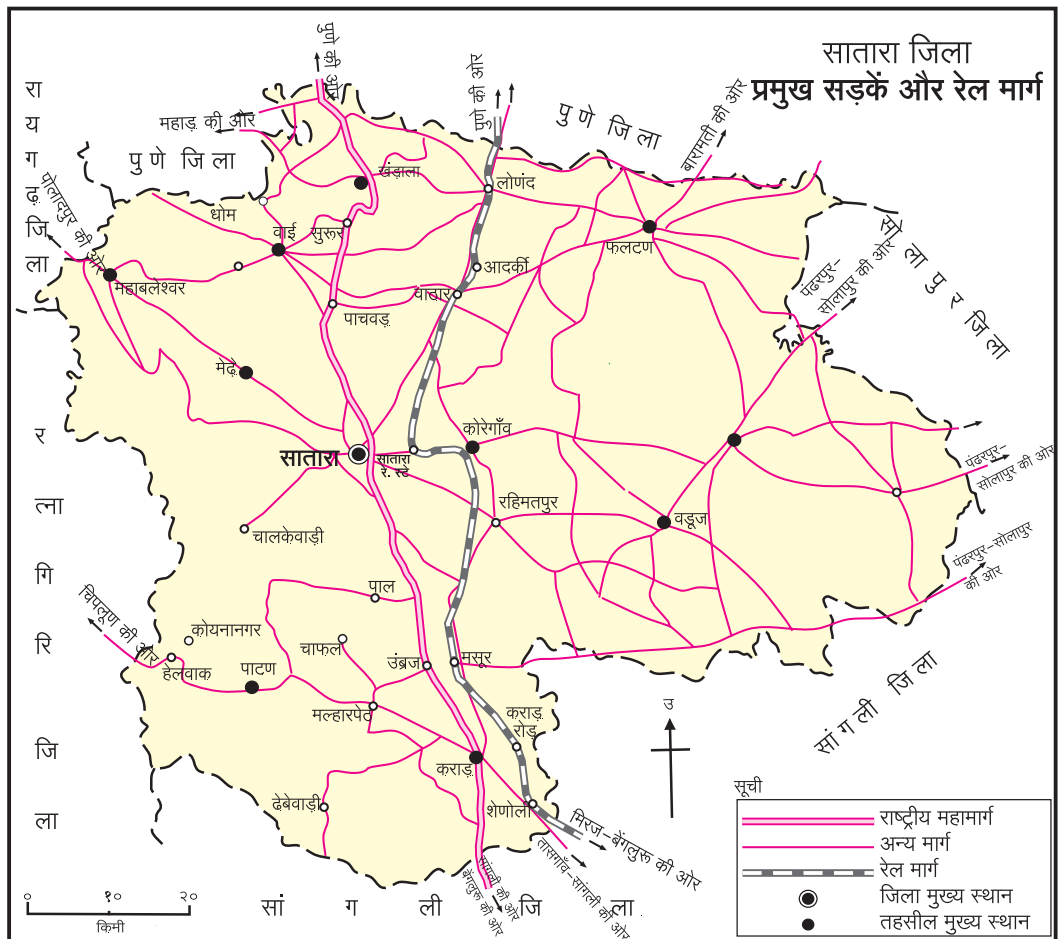 सातारा जिला
प्रमुख सड़कें और रेल मार्ग
पुणे की ओर
पुणे की ओर
बारामती की ओर
महाड़ की ओर
पुणे जिला
पुणे जिला
रायगढ़ जिला
पोलादपुर की ओर
सोलापुर जिला
पंढरपुर–
सोलापुर की ओर
खंडाला
लोणंद
धोम
वाई
सुरूर
फलटण
आदर्की
महाबलेश्वर
वाठार
पाचवड़
मेढ़े
रत्नागिरि जिला
कोरेगाँव
सातारा
सातारा
रे. स्टे
पंढरपुर–
सोलापुर की ओर
रहिमतपुर
वडूज
चालकेवाड़ी
पंढरपुर–सोलापुर
की ओर
पाल
चिपलूण की ओर
कोयनानगर
चाफल
हेलवाक
पाटण
उंब्रज
मसूर
सांगली जिला
मल्हारपेठ
कराड़
रोड़
उ
कराड़
ढेबेवाड़ी
शेणोली
मिरज–बेंगलुरू की ओर
तासगाँव–सांगली की ओर
सांगली की ओर
बेंगलुरू की ओर
सांगली जिला
० १० २०
किमी
सूची
राष्ट्रीय महामार्ग
अन्य मार्ग
रेल मार्ग
जिला मुख्य स्थान
तहसील मुख्य स्थान